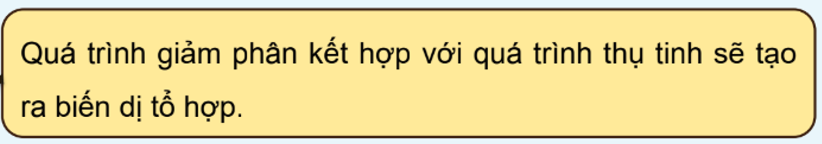 Quá trình giảm phân kết hợp với quá trình thụ tinh sẽ tạo
ra biến dị tổ hợp.